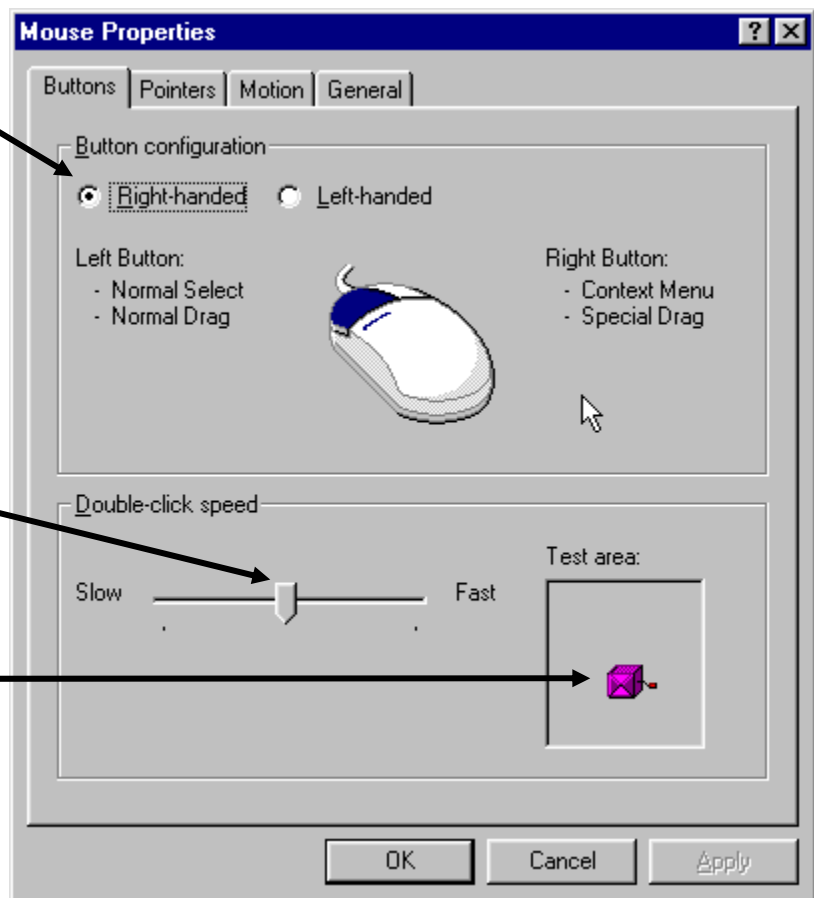 Mouse Properties
Buttons Pointers Motion General
Button configuration
Right-handed Left-handed
Left Button:
- Normal Select
- Normal Drag
Right Button:
- Context Menu
- Special Drag
Double-click speed
Slow Fast
Test area:
OK Cancel Apply